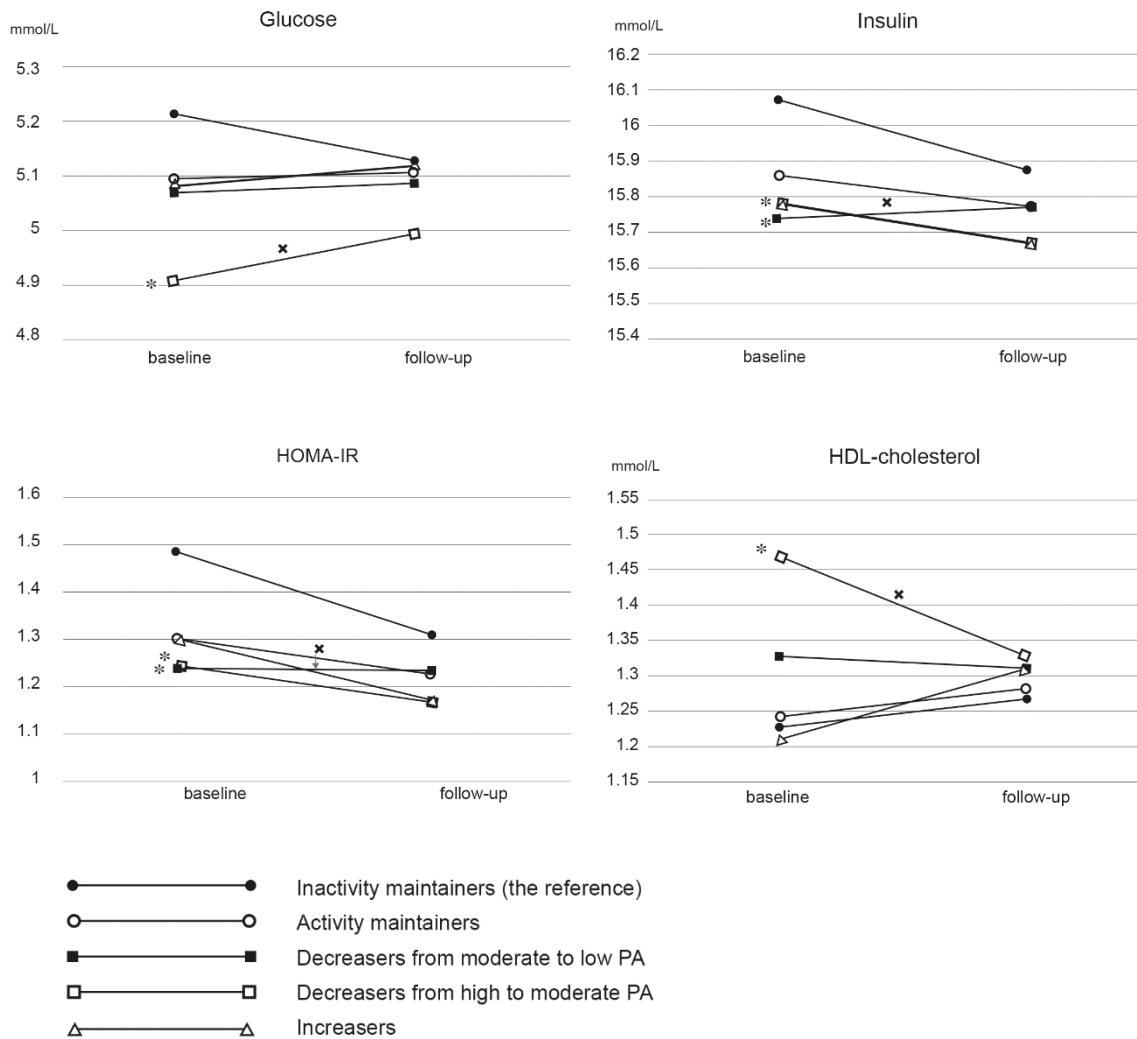 Glucose
mmol/L
5.3
5.2
5.1
5
4.9
4.8
*
×
baseline follow-up
Insulin
mmol/L
16.2
16.1
16
15.9
15.8
15.7
15.6
15.5
15.4
*
*
×
baseline follow-up
HOMA-IR
1.6
1.5
1.4
1.3
1.2
1.1
1
*
*
×
baseline follow-up
HDL-cholesterol
mmol/L
1.55
1.5
1.45
1.4
1.35
1.3
1.25
1.2
1.15
*
×
baseline follow-up
Inactivity maintainers (the reference)
Activity maintainers
Decreasers from moderate to low PA
Decreasers from high to moderate PA
Increasers